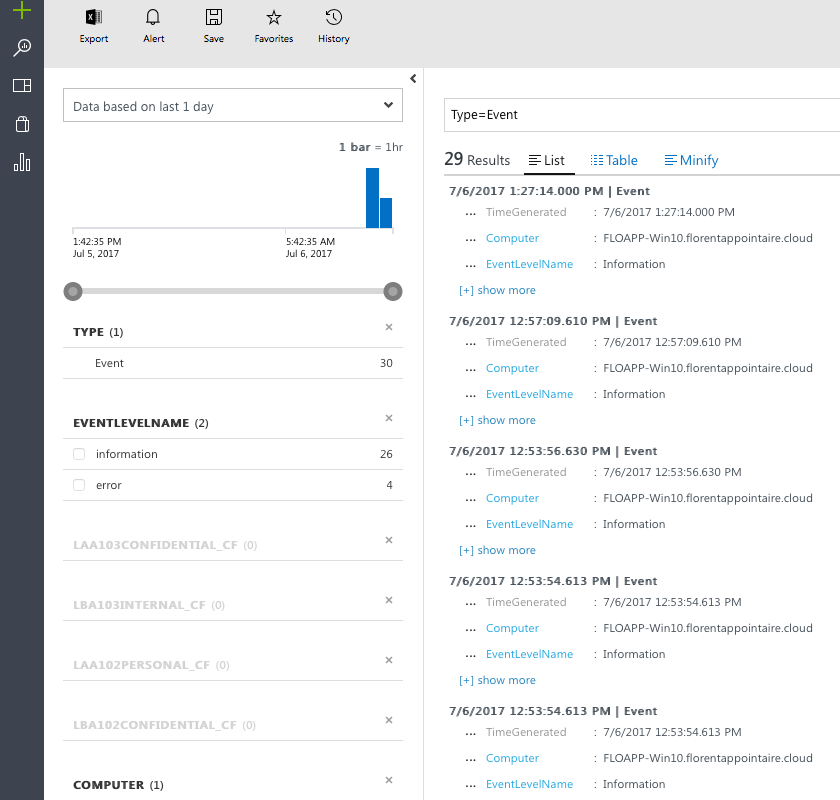 Export Alert Save Favorites History
Data based on last 1 day
1 bar = 1hr
1:42:35 PM 5:42:35 AM
Jul 5, 2017 Jul 6, 2017
TYPE (1)
Event 30
EVENTLEVELNAME (2)
information 26
error 4
LAA103CONFIDENTIAL_CF (0)
LBA103INTERNAL_CF (0)
LAA102PERSONAL_CF (0)
LBA102CONFIDENTIAL_CF (0)
COMPUTER (1)
Type=Event
29 Results List Table Minify
7/6/2017 1:27:14.000 PM | Event
... TimeGenerated : 7/6/2017 1:27:14.000 PM
... Computer : FLOAPP-Win10.florentappointaire.cloud
... EventLevelName : Information
[+] show more
7/6/2017 12:57:09.610 PM | Event
... TimeGenerated : 7/6/2017 12:57:09.610 PM
... Computer : FLOAPP-Win10.florentappointaire.cloud
... EventLevelName : Information
[+] show more
7/6/2017 12:53:56.630 PM | Event
... TimeGenerated : 7/6/2017 12:53:56.630 PM
... Computer : FLOAPP-Win10.florentappointaire.cloud
... EventLevelName : Information
[+] show more
7/6/2017 12:53:54.613 PM | Event
... TimeGenerated : 7/6/2017 12:53:54.613 PM
... Computer : FLOAPP-Win10.florentappointaire.cloud
... EventLevelName : Information
[+] show more
7/6/2017 12:53:54.613 PM | Event
... TimeGenerated : 7/6/2017 12:53:54.613 PM
... Computer : FLOAPP-Win10.florentappointaire.cloud
... EventLevelName : Information